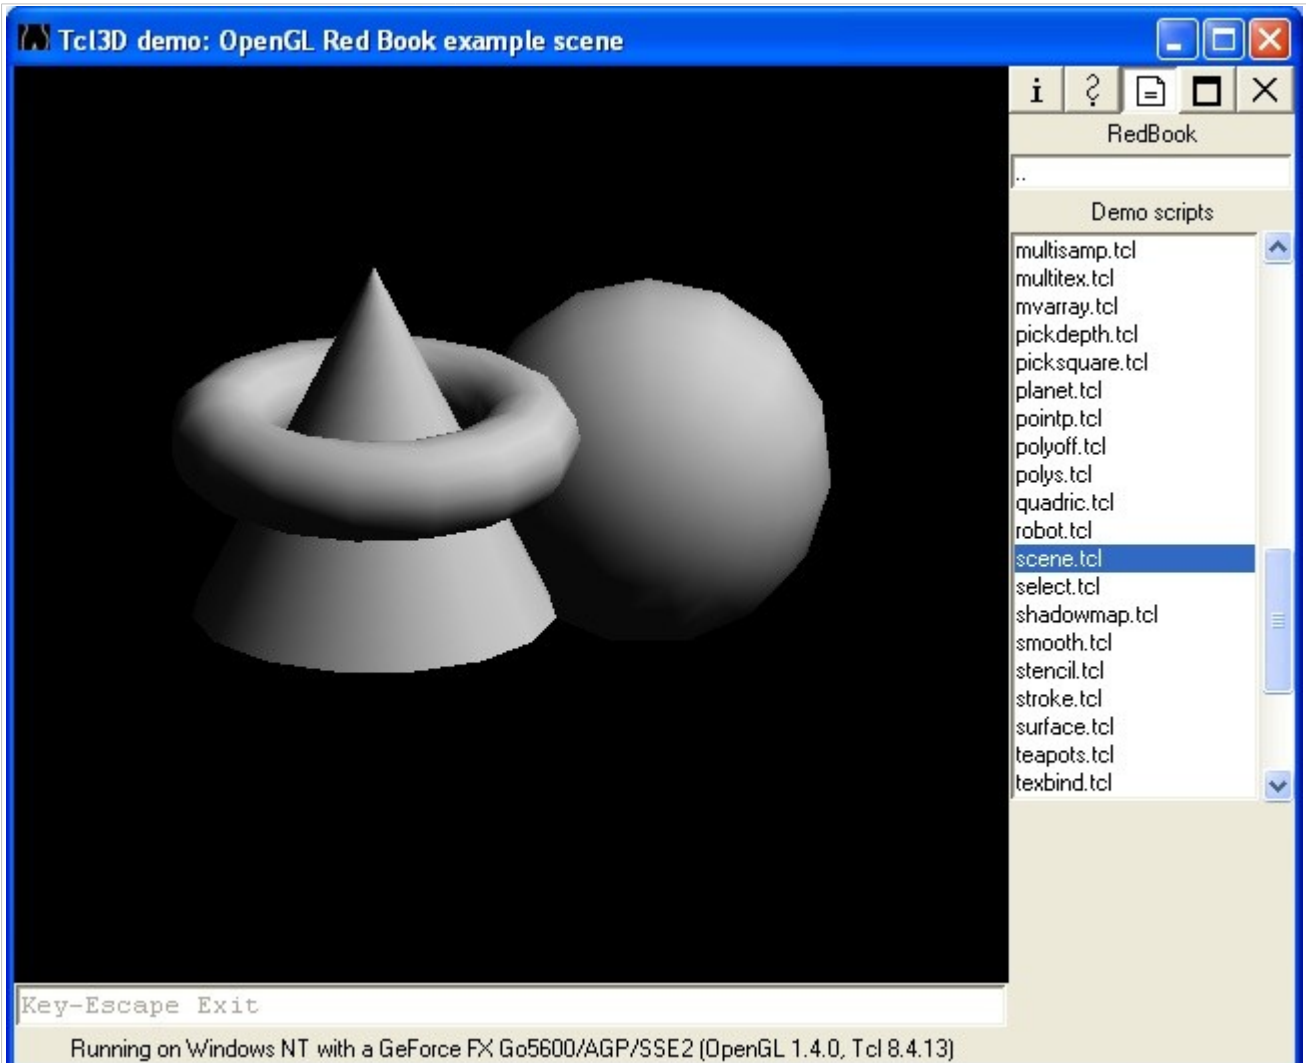 Tcl3D demo: OpenGL Red Book example scene
i ?
RedBook
..
Demo scripts
multisamp.tcl
multitex.tcl
mvarray.tcl
pickdepth.tcl
picksquare.tcl
planet.tcl
pointp.tcl
polyoff.tcl
polys.tcl
quadric.tcl
robot.tcl
scene.tcl
select.tcl
shadowmap.tcl
smooth.tcl
stencil.tcl
stroke.tcl
surface.tcl
teapots.tcl
texbind.tcl
Key-Escape Exit
Running on Windows NT with a GeForce FX Go5600/AGP/SSE2 (OpenGL 1.4.0, Tcl 8.4.13)